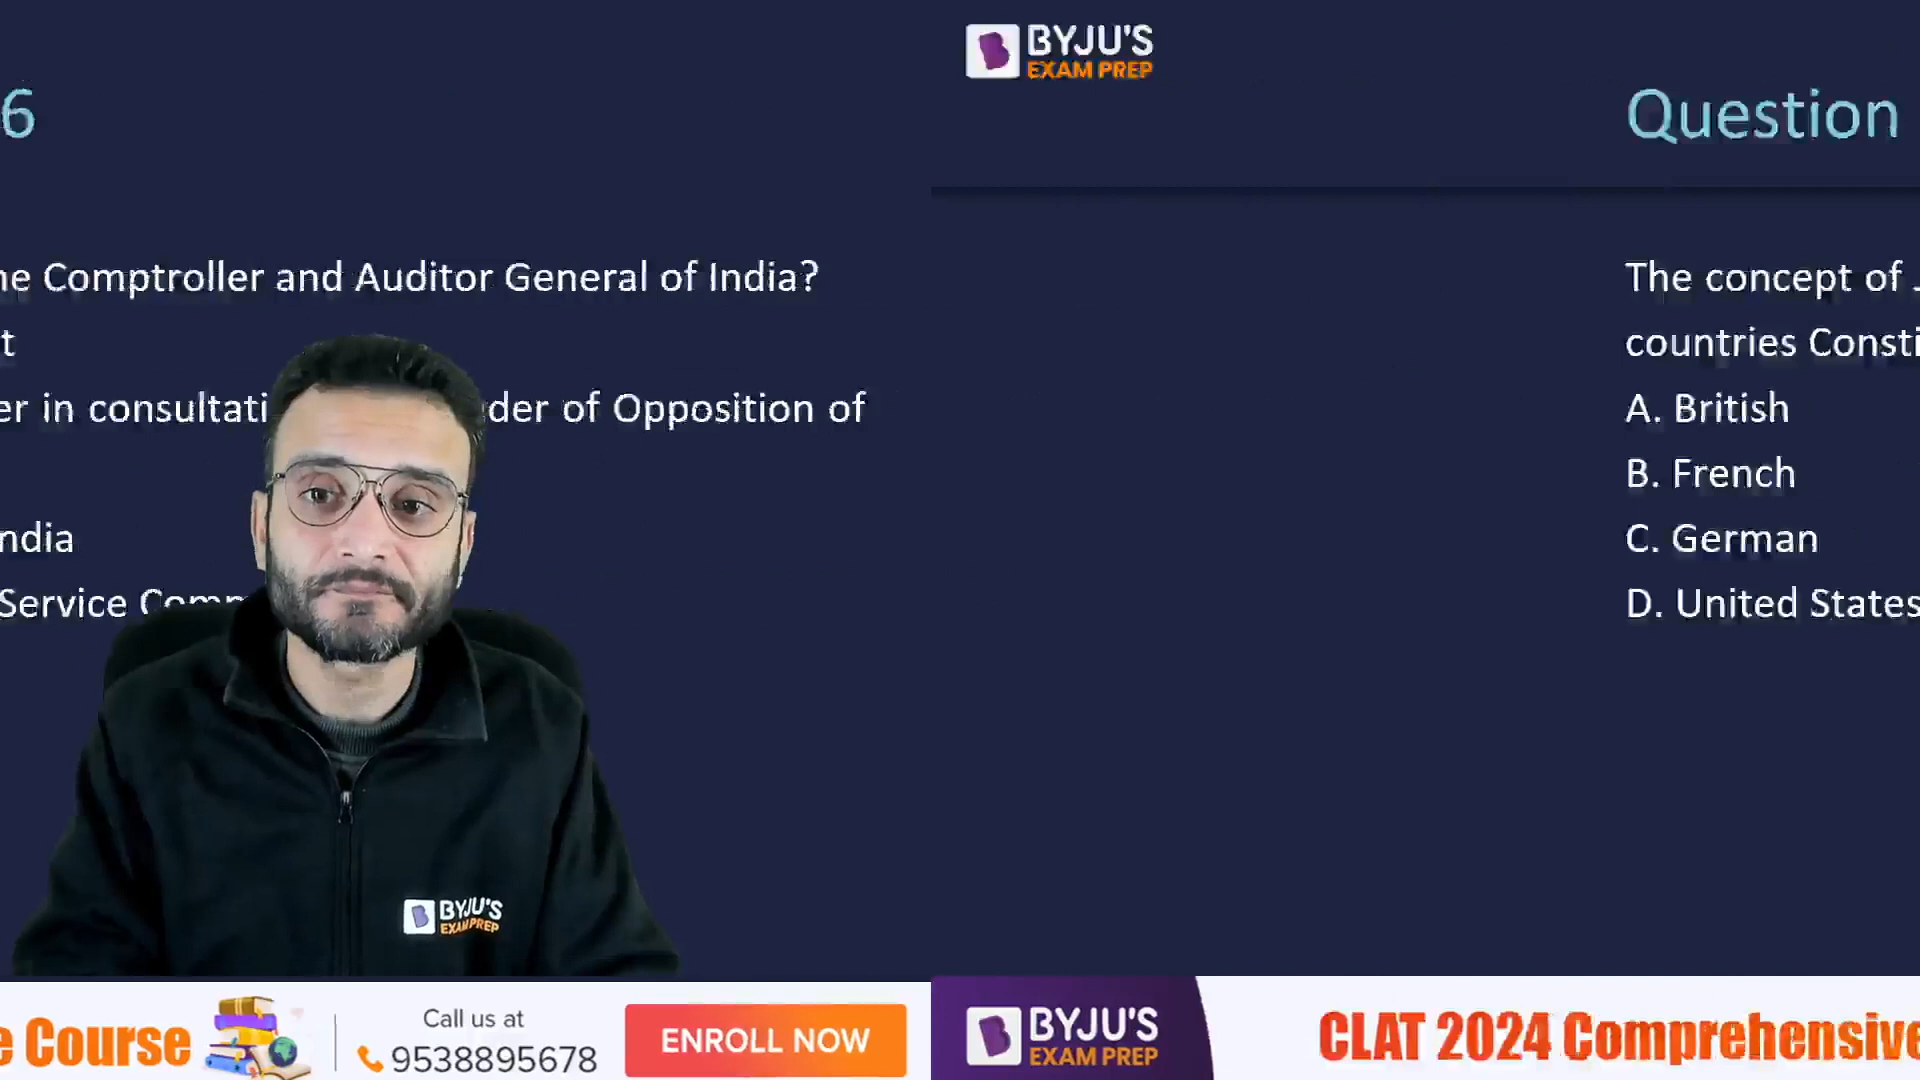 6
he Comptroller and Auditor General of India?
t
er in consultati der of Opposition of
ndia
Service Comm
BYJU'S
EXAM PREP
e Course
Call us at
9538895678
ENROLL NOW
BYJU'S
EXAM PREP
Question
The concept of J
countries Consti
A. British
B. French
C. German
D. United States
BYJU'S
EXAM PREP
CLAT 2024 Comprehensive